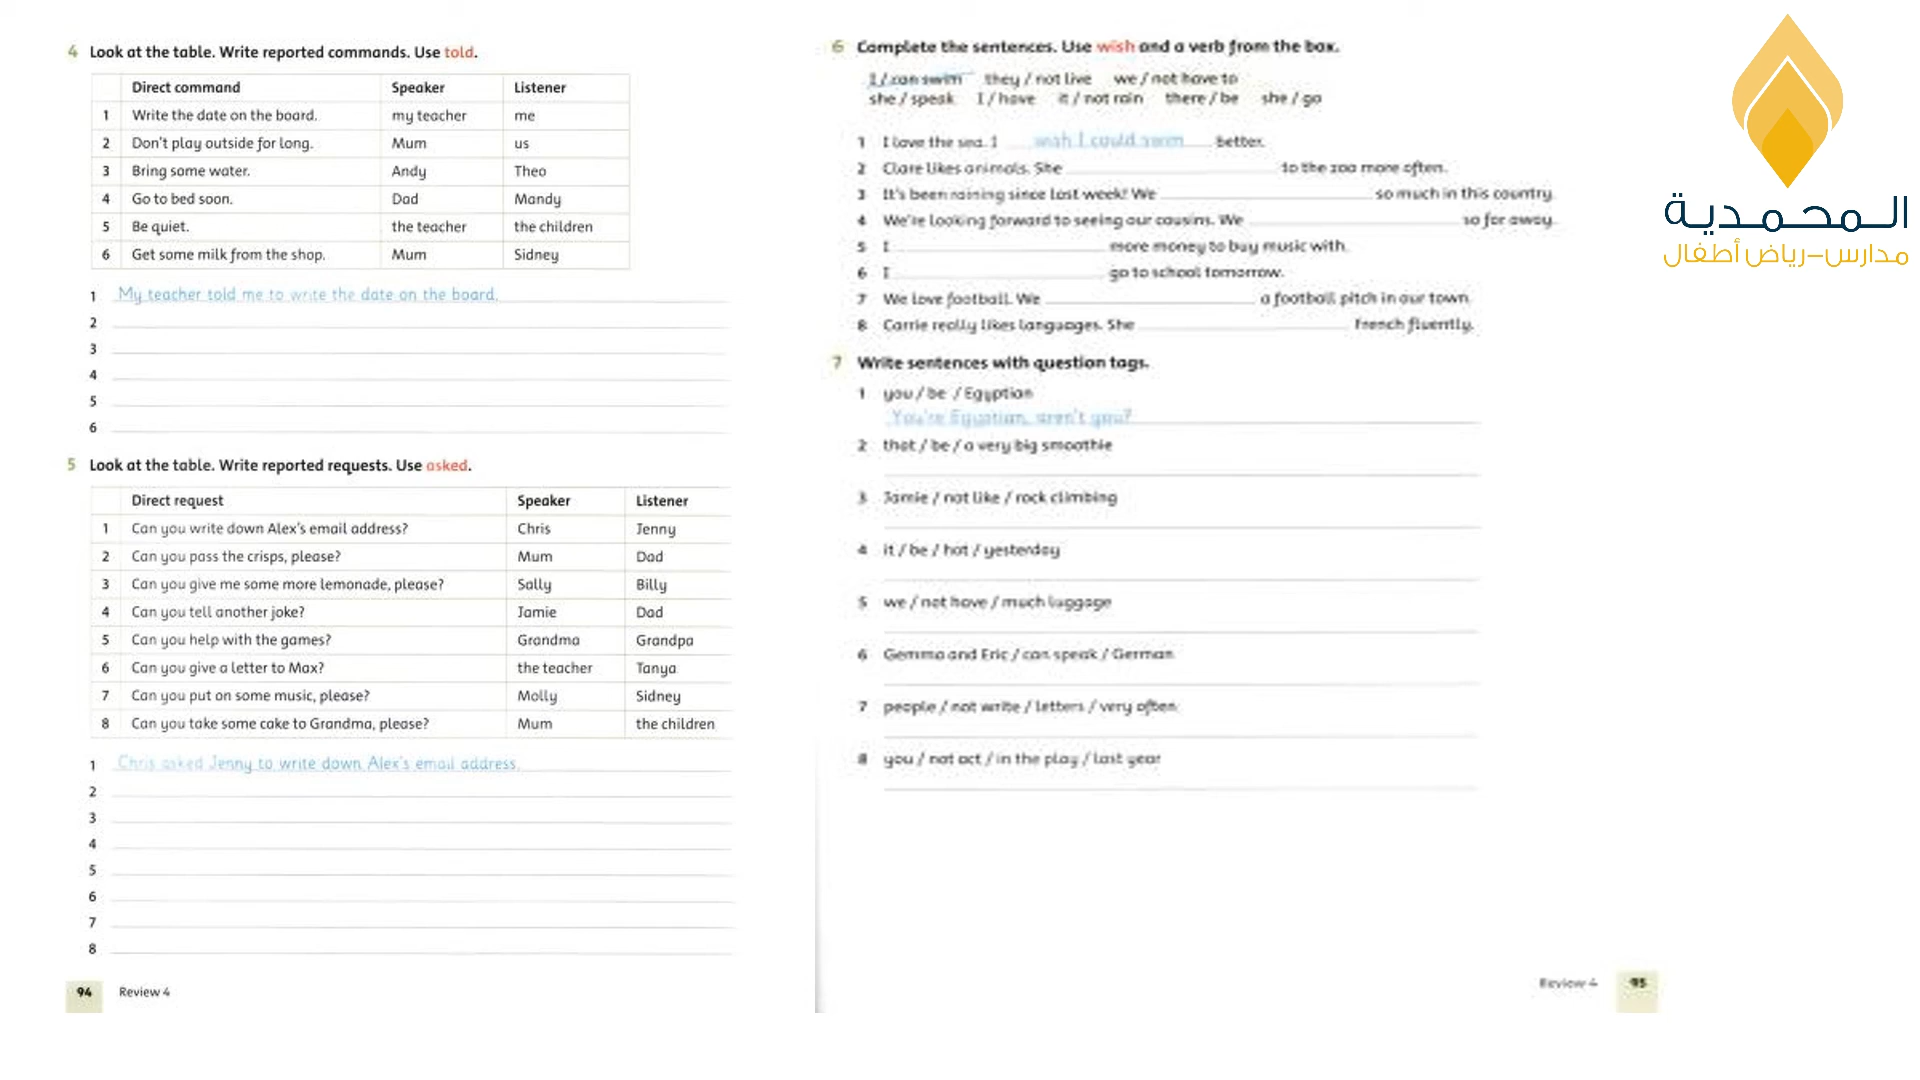 4 Look at the table. Write reported commands. Use told.
Direct command Speaker Listener
1 Write the date on the board. my teacher me
2 Don't play outside for long. Mum us
3 Bring some water. Andy Theo
4 Go to bed soon. Dad Mandy
5 Be quiet. the teacher the children
6 Get some milk from the shop. Mum Sidney
1 My teacher told me to write the date on the board.
2
3
4
5
6
5 Look at the table. Write reported requests. Use asked.
Direct request Speaker Listener
1 Can you write down Alex's email address? Chris Jenny
2 Can you pass the crisps, please? Mum Dad
3 Can you give me some more lemonade, please? Sally Billy
4 Can you tell another joke? Jamie Dad
5 Can you help with the games? Grandma Grandpa
6 Can you give a letter to Max? the teacher Tanya
7 Can you put on some music, please? Molly Sidney
8 Can you take some cake to Grandma, please? Mum the children
1 Chris asked Jenny to write down Alex's email address.
2
3
4
5
6
7
8
94 Review 4
6 Complete the sentences. Use wish and a verb from the box.
I / can swim they / not live we / not have to
she / speak I / have it / not rain there / be she / go
1 I love the sea. I wish I could swim better.
2 Clare likes animals. She to the zoo more often.
3 It's been raining since last week! We so much in this country.
4 We're looking forward to seeing our cousins. We so far away.
5 I more money to buy music with.
6 I go to school tomorrow.
7 We love football. We a football pitch in our town.
8 Carrie really likes languages. She French fluently.
7 Write sentences with question tags.
1 you / be / Egyptian
You're Egyptian, aren't you?
2 that / be / a very big smoothie
3 Jamie / not like / rock climbing
4 it / be / hot / yesterday
5 we / not have / much luggage
6 Gemma and Eric / can speak / German
7 people / not write / letters / very often
8 you / not act / in the play / last year
Review 4 95
المحمدية
مدارس-رياض أطفال